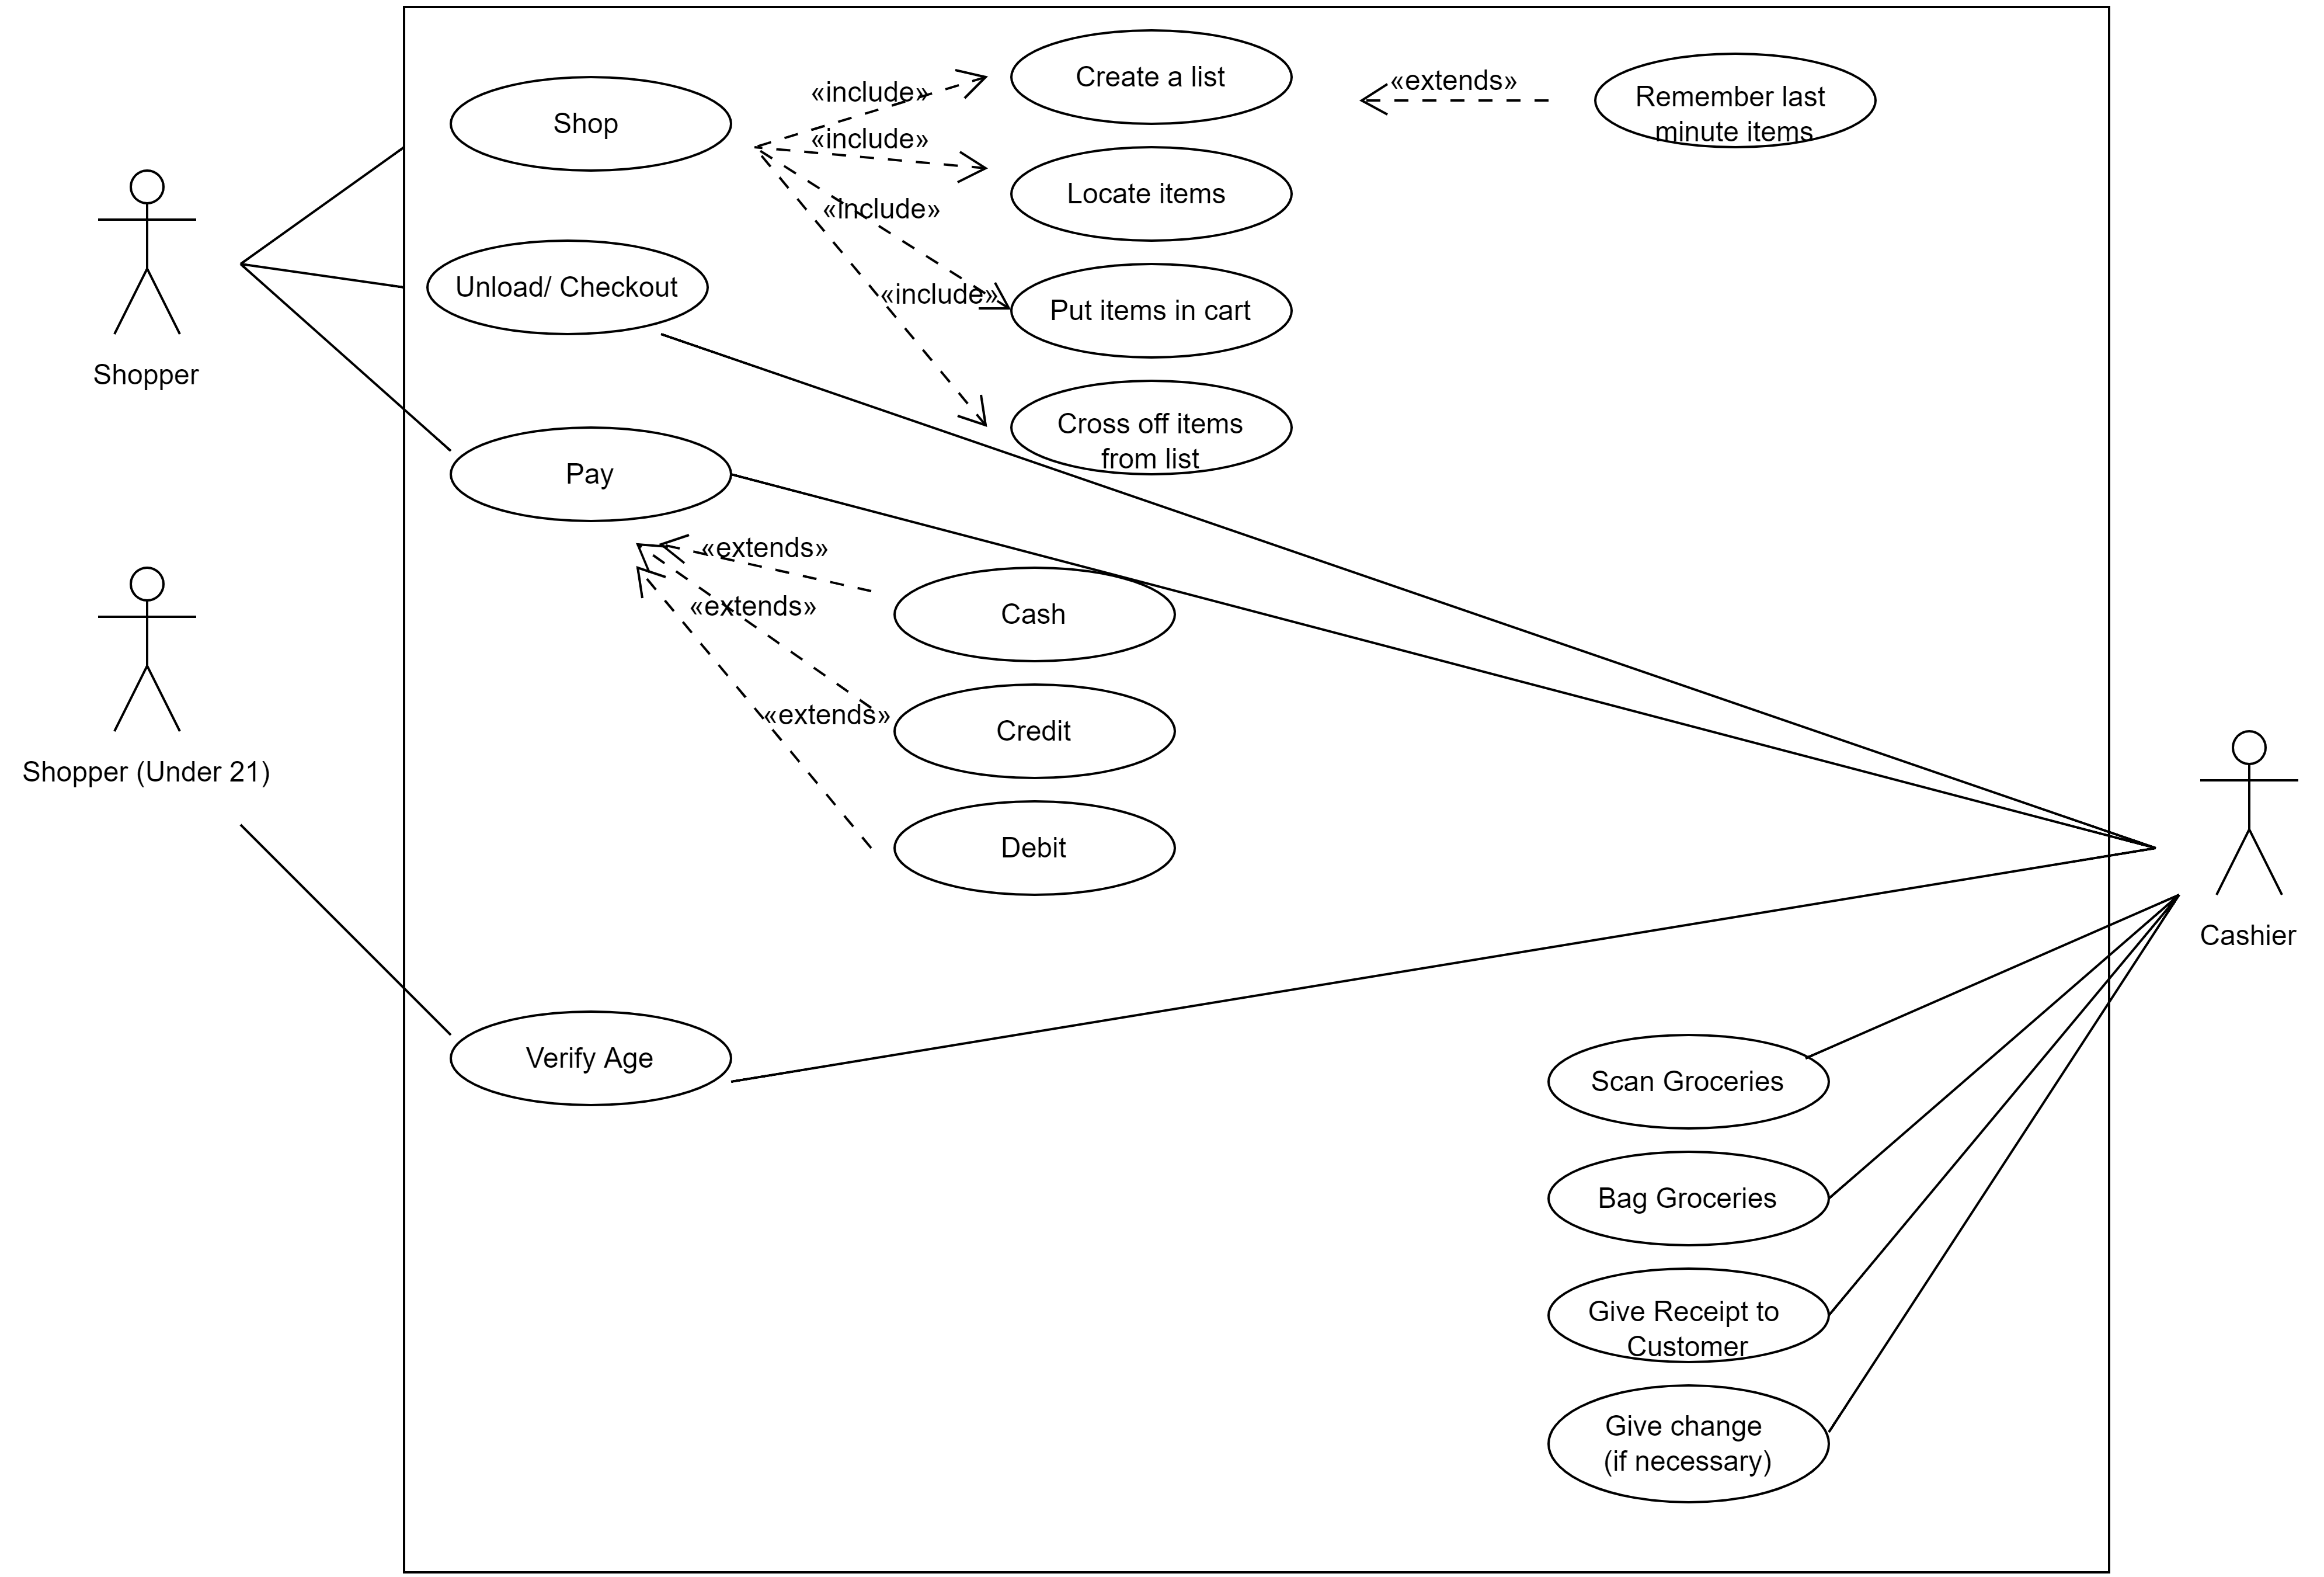 Shop
«include»
Create a list
«extends»
Remember last
minute items
«include»
Locate items
«include»
Shopper
Unload/ Checkout
«include»
Put items in cart
Cross off items
from list
Pay
«extends»
Cash
«extends»
Credit
«extends»
Debit
Shopper (Under 21)
Cashier
Verify Age
Scan Groceries
Bag Groceries
Give Receipt to
Customer
Give change
(if necessary)